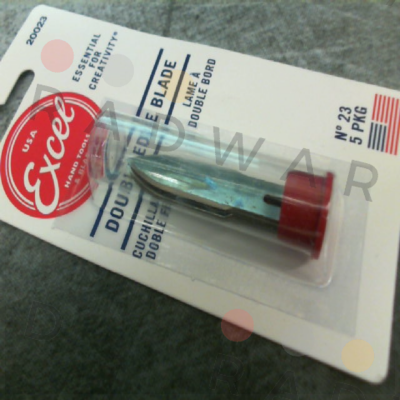 20023
ESSENTIAL
FOR
CREATIVITY®
USA
Excel
HAND TOOLS
DOUBLE EDGE BLADE
LAME À
DOUBLE BORD
CUCHILLA
DOBLE
Nº 23
5 PKG